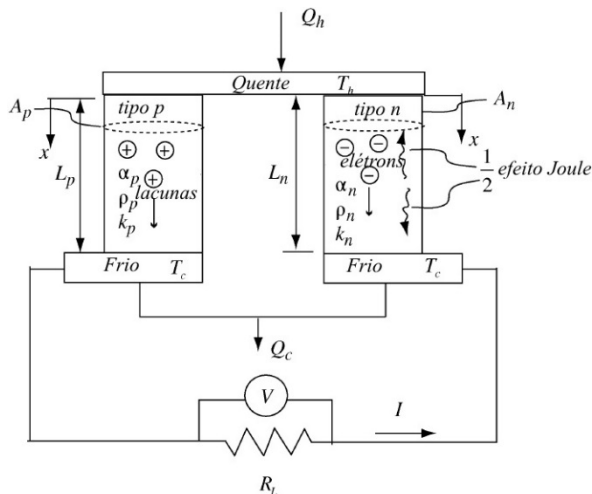 Q_h
Quente T_h
A_p
tipo p
tipo n
A_n
x
x
L_p
L_n
elétrons
1/2 efeito Joule
α_p
lacunas
α_n
ρ_p
ρ_n
k_p
k_n
Frio T_c
Frio T_c
Q_c
V
I
R_L